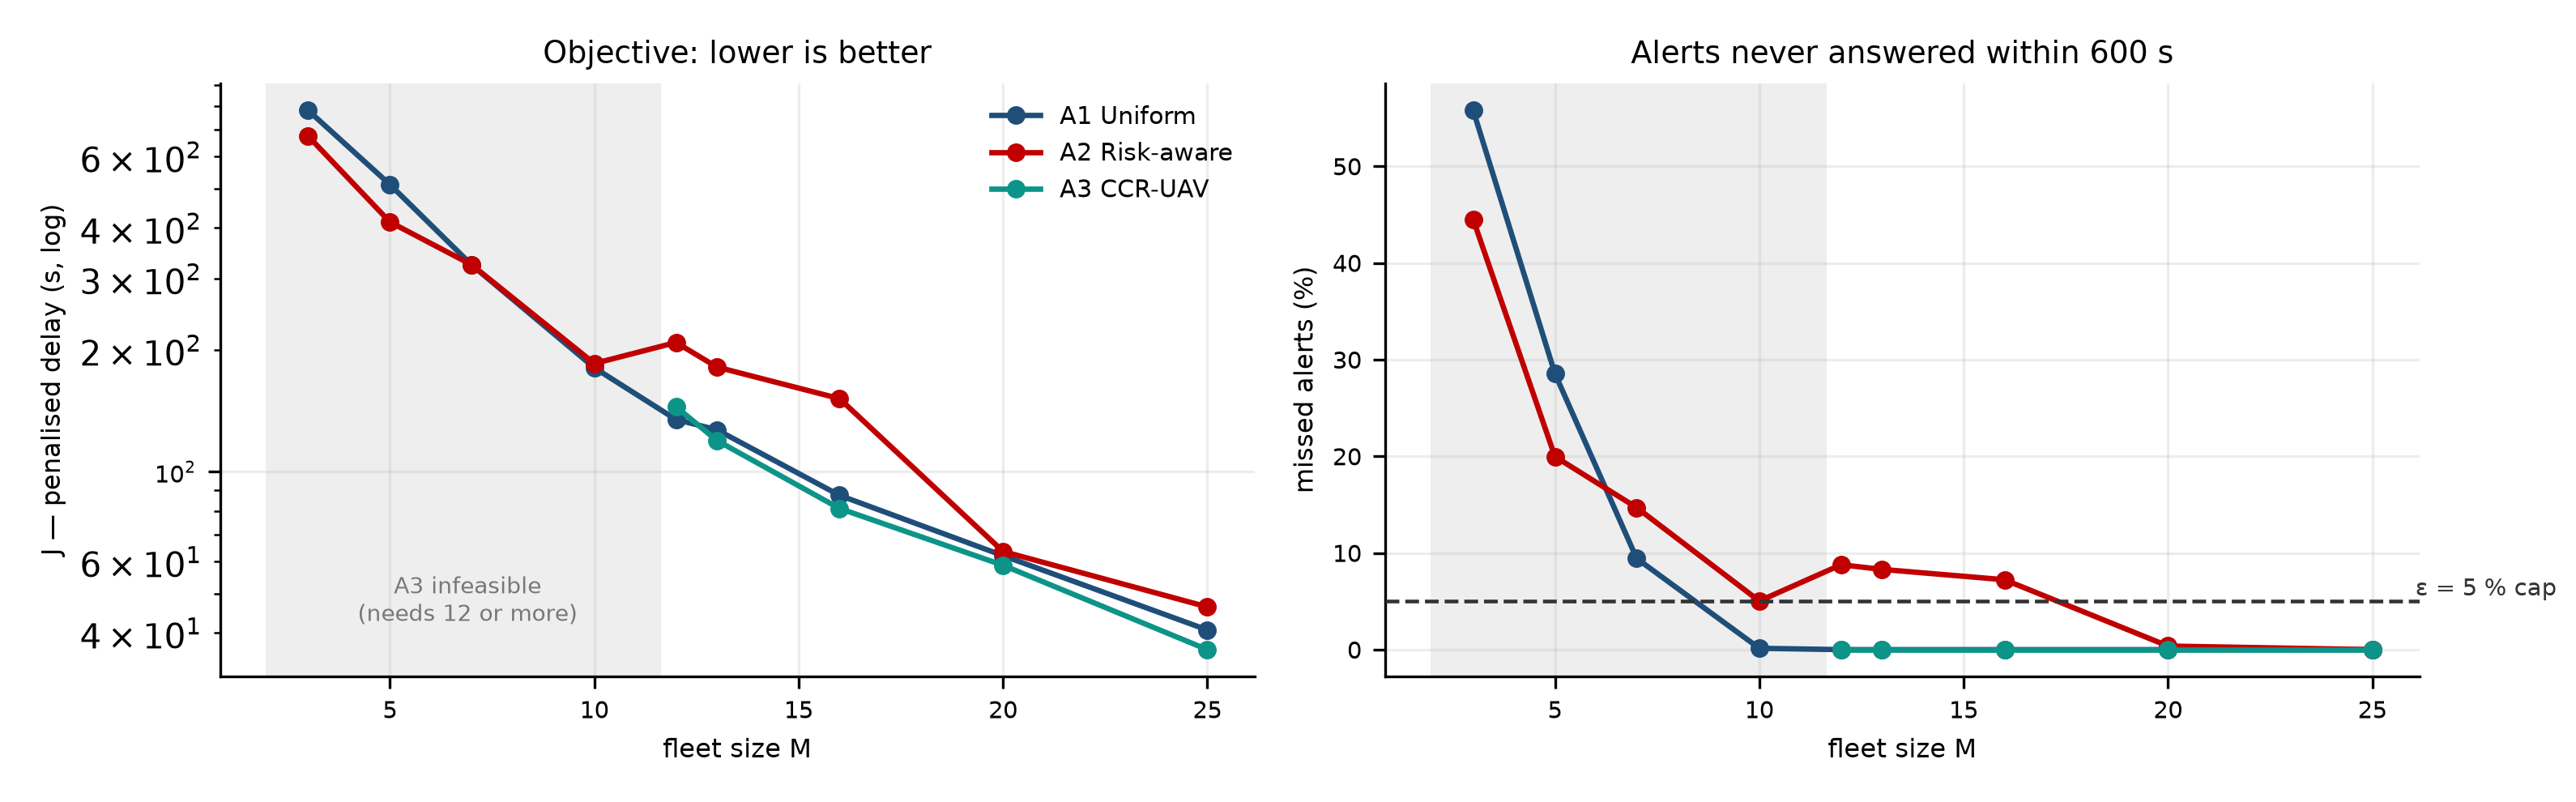 Objective: lower is better
J — penalised delay (s, log)
6 × 10²
4 × 10²
3 × 10²
2 × 10²
10²
6 × 10¹
4 × 10¹
A1 Uniform
A2 Risk-aware
A3 CCR-UAV
A3 infeasible
(needs 12 or more)
5
10
15
20
25
fleet size M
Alerts never answered within 600 s
missed alerts (%)
50
40
30
20
10
0
ε = 5 % cap
5
10
15
20
25
fleet size M